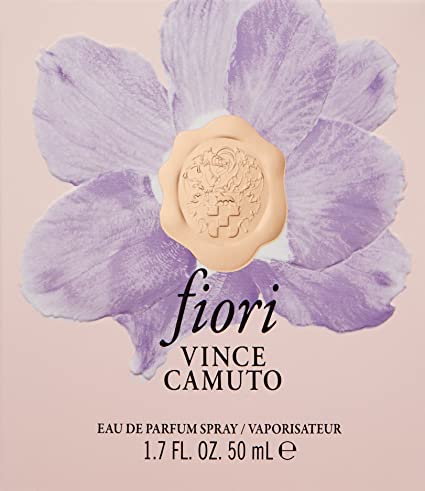 fiori
VINCE
CAMUTO
EAU DE PARFUM SPRAY / VAPORISATEUR
1.7 FL. OZ. 50 mL ℮